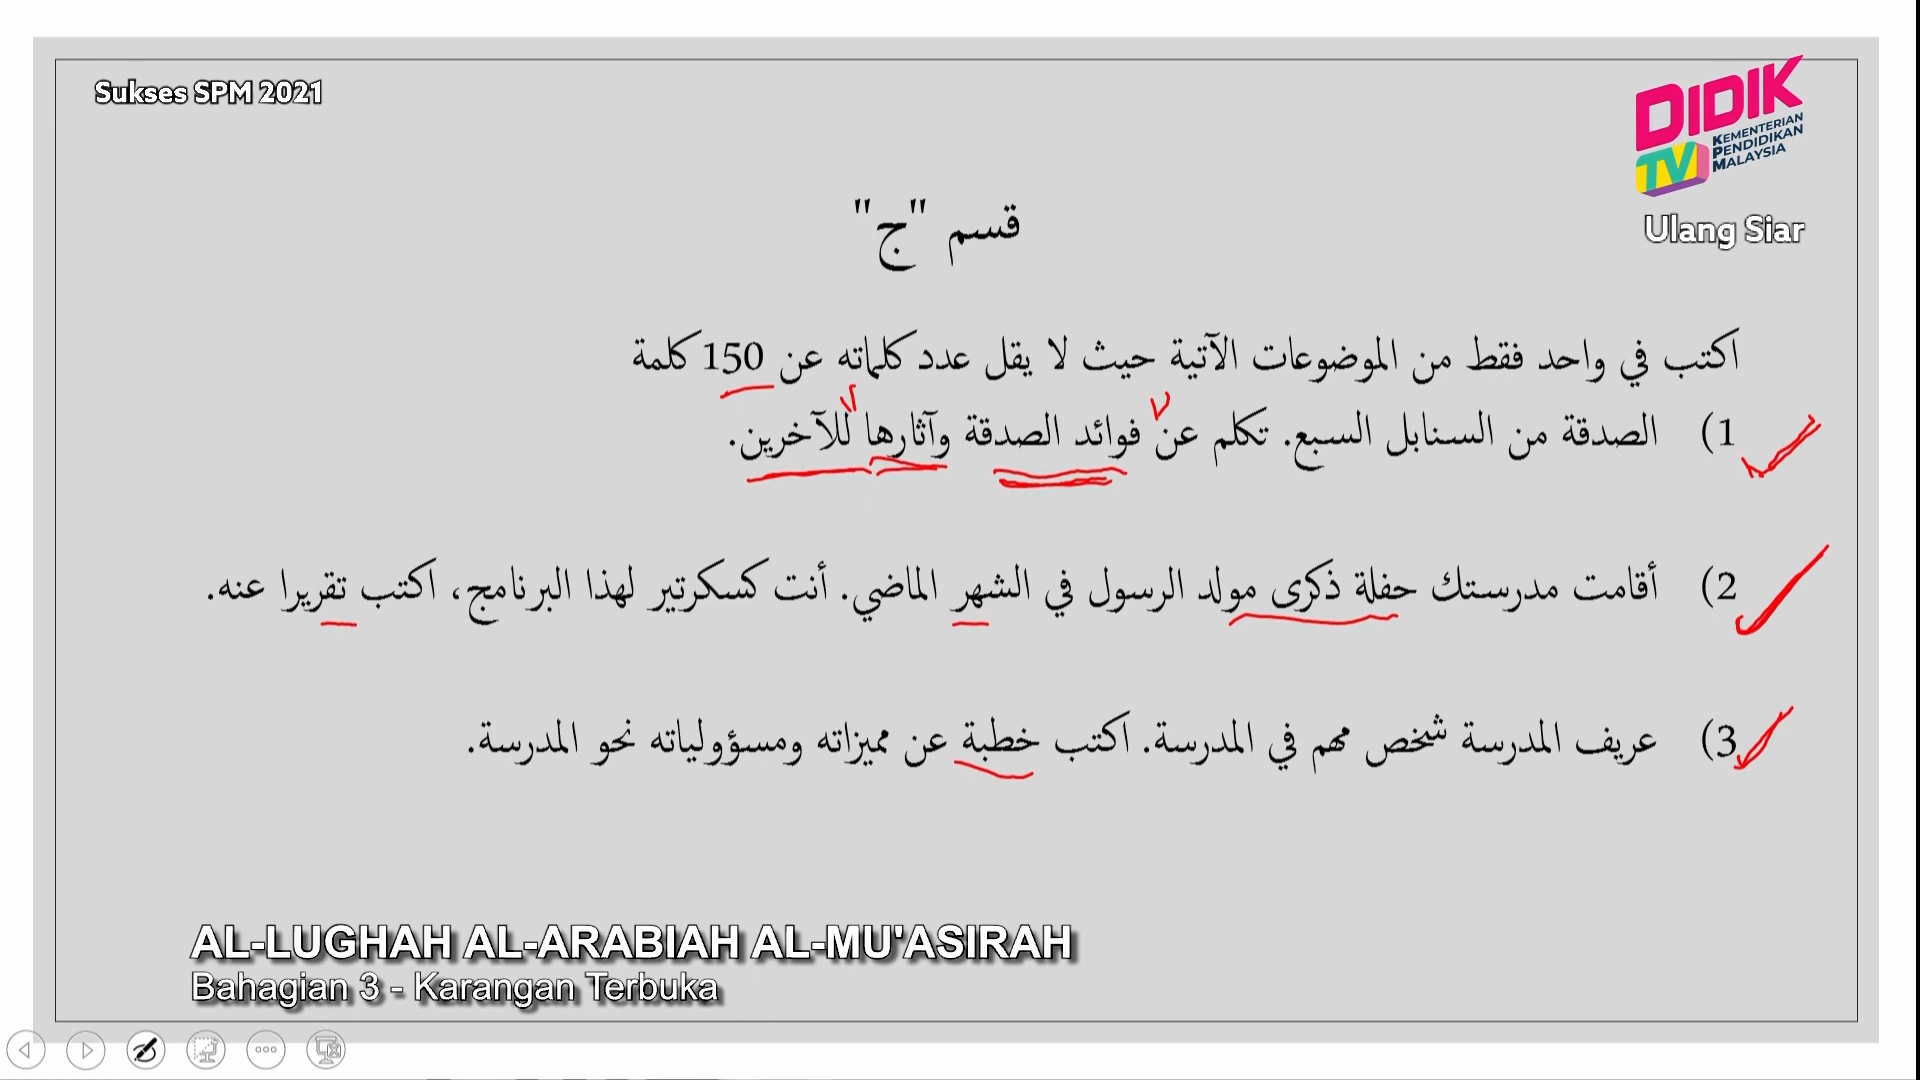 Sukses SPM 2021
DIDIK
TV
KEMENTERIAN
PENDIDIKAN
MALAYSIA
Ulang Siar
قسم "ج"
اكتب في واحد فقط من الموضوعات الآتية حيث لا يقل عدد كلماته عن 150 كلمة
1) الصدقة من السنابل السبع. تكلم عن فوائد الصدقة وآثارها للآخرين.
2) أقامت مدرستك حفلة ذكرى مولد الرسول في الشهر الماضي. أنت كسكرتير لهذا البرنامج، اكتب تقريرا عنه.
3) عريف المدرسة شخص مهم في المدرسة. اكتب خطبة عن مميزاته ومسؤولياته نحو المدرسة.
AL-LUGHAH AL-ARABIAH AL-MU'ASIRAH
Bahagian 3 - Karangan Terbuka